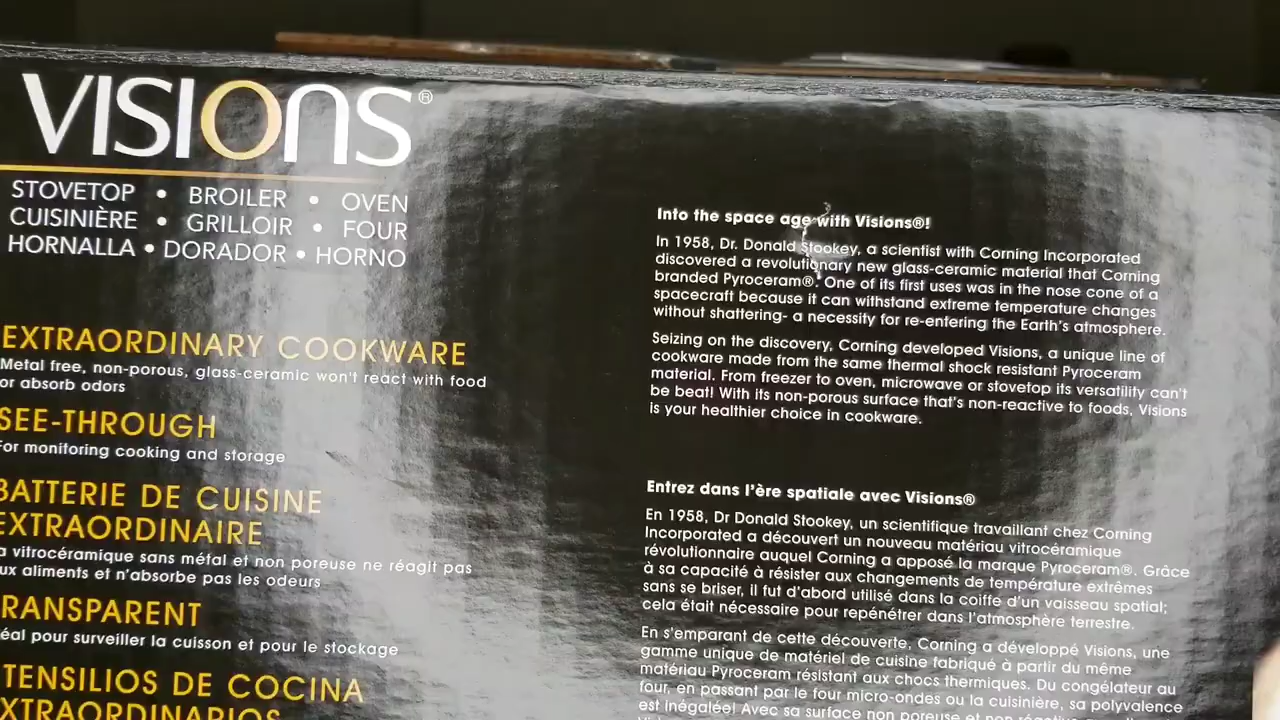 VISIONS®
STOVETOP • BROILER • OVEN
CUISINIÈRE • GRILLOIR • FOUR
HORNALLA • DORADOR • HORNO
EXTRAORDINARY COOKWARE
Metal free, non-porous, glass-ceramic won't react with food
or absorb odors
SEE-THROUGH
For monitoring cooking and storage
BATTERIE DE CUISINE
EXTRAORDINAIRE
a vitrocéramique sans métal et non poreuse ne réagit pas
ux aliments et n'absorbe pas les odeurs
RANSPARENT
éal pour surveiller la cuisson et pour le stockage
TENSILIOS DE COCINA
XTRAORDINARIOS
Into the space age with Visions®!
In 1958, Dr. Donald Stookey, a scientist with Corning Incorporated
discovered a revolutionary new glass-ceramic material that Corning
branded Pyroceram®. One of its first uses was in the nose cone of a
spacecraft because it can withstand extreme temperature changes
without shattering- a necessity for re-entering the Earth's atmosphere.
Seizing on the discovery, Corning developed Visions, a unique line of
cookware made from the same thermal shock resistant Pyroceram
material. From freezer to oven, microwave or stovetop its versatility can't
be beat! With its non-porous surface that's non-reactive to foods, Visions
is your healthier choice in cookware.
Entrez dans l'ère spatiale avec Visions®
En 1958, Dr Donald Stookey, un scientifique travaillant chez Corning
Incorporated a découvert un nouveau matériau vitrocéramique
révolutionnaire auquel Corning a apposé la marque Pyroceram®. Grâce
à sa capacité à résister aux changements de température extrêmes
sans se briser, il fut d'abord utilisé dans la coiffe d'un vaisseau spatial;
cela était nécessaire pour repénétrer dans l'atmosphère terrestre.
En s'emparant de cette découverte, Corning a développé Visions, une
gamme unique de matériel de cuisine fabriqué à partir du même
matériau Pyroceram résistant aux chocs thermiques. Du congélateur au
four, en passant par le four micro-ondes ou la cuisinière, sa polyvalence
est inégalée! Avec sa surface non poreuse et non réactive